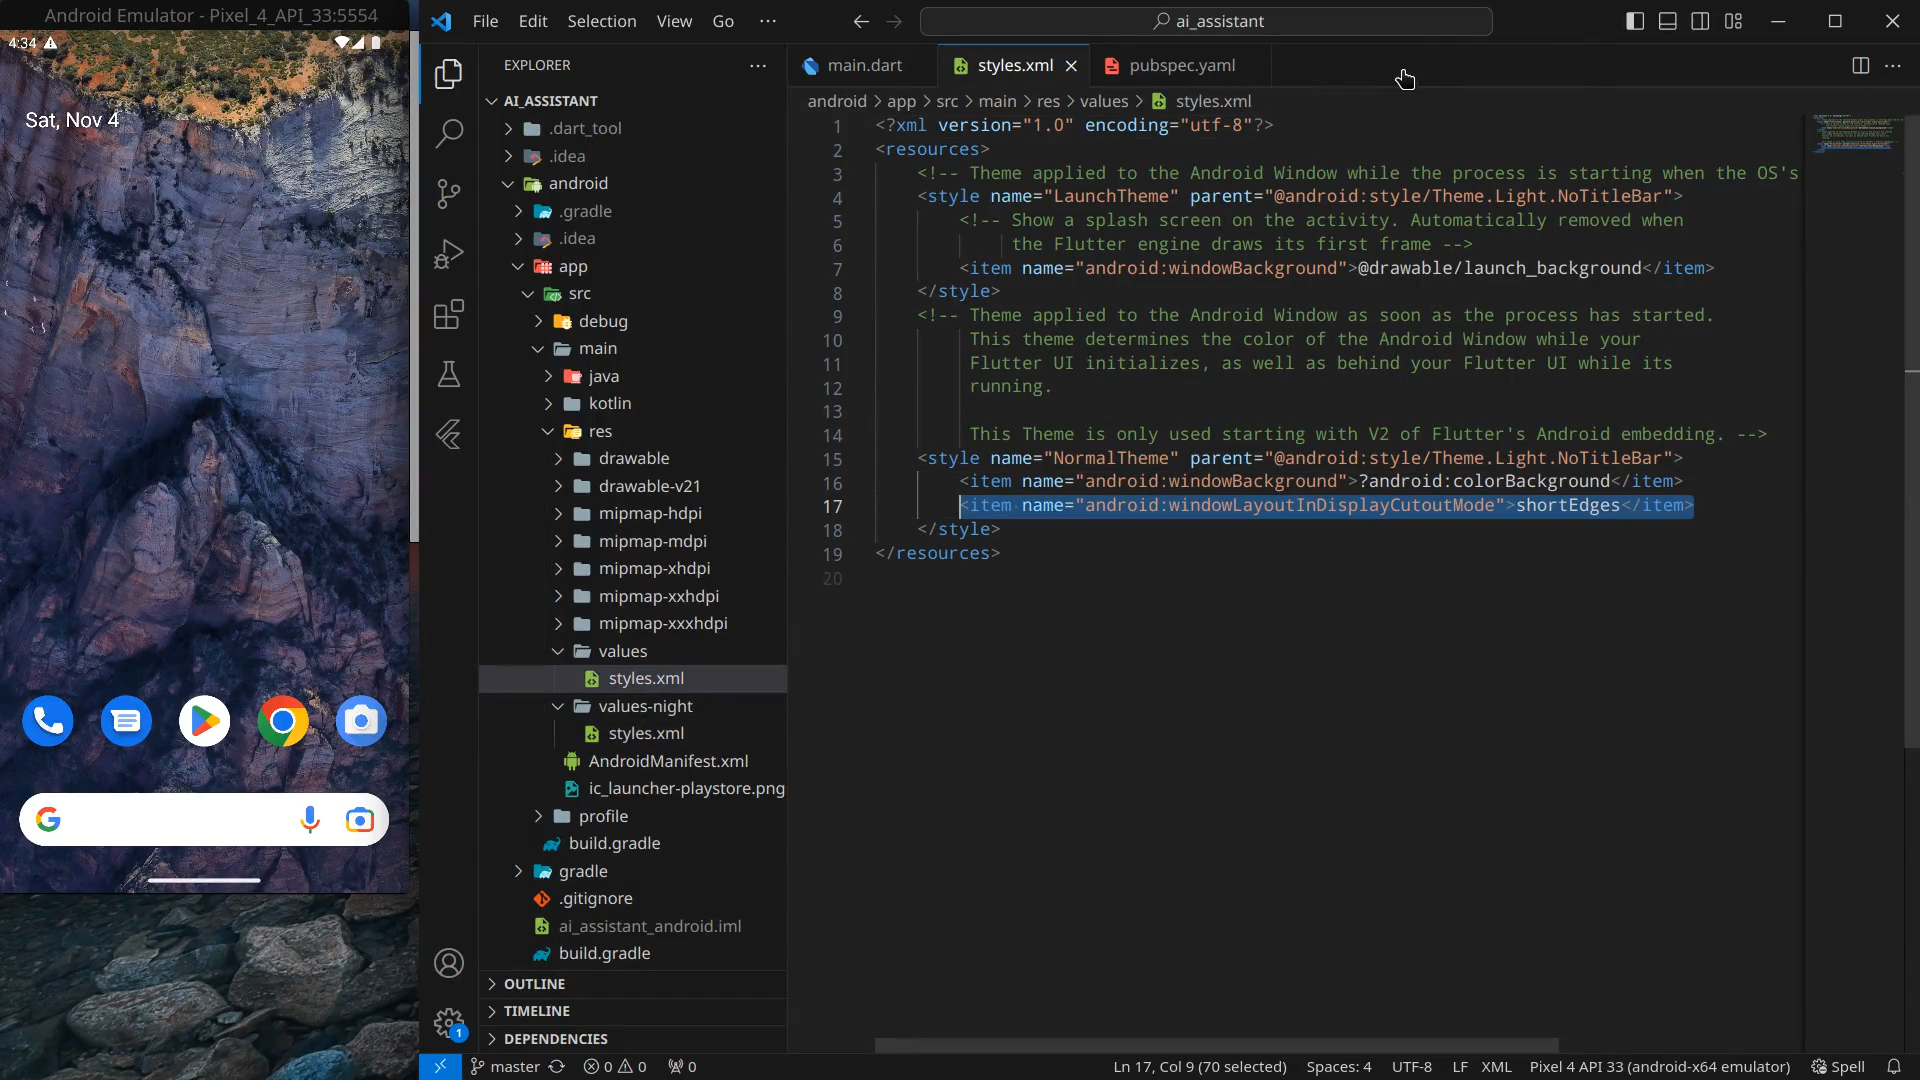 Android Emulator - Pixel_4_API_33:5554
4:34
Sat, Nov 4
File Edit Selection View Go ···
ai_assistant
EXPLORER
AI_ASSISTANT
.dart_tool
.idea
android
.gradle
.idea
app
src
debug
main
java
kotlin
res
drawable
drawable-v21
mipmap-hdpi
mipmap-mdpi
mipmap-xhdpi
mipmap-xxhdpi
mipmap-xxxhdpi
values
styles.xml
values-night
styles.xml
AndroidManifest.xml
ic_launcher-playstore.png
profile
build.gradle
gradle
.gitignore
ai_assistant_android.iml
build.gradle
OUTLINE
TIMELINE
DEPENDENCIES
1
main.dart styles.xml pubspec.yaml
android > app > src > main > res > values > styles.xml
1 <?xml version="1.0" encoding="utf-8"?>
2 <resources>
3 <!-- Theme applied to the Android Window while the process is starting when the OS's
4 <style name="LaunchTheme" parent="@android:style/Theme.Light.NoTitleBar">
5 <!-- Show a splash screen on the activity. Automatically removed when
6 the Flutter engine draws its first frame -->
7 <item name="android:windowBackground">@drawable/launch_background</item>
8 </style>
9 <!-- Theme applied to the Android Window as soon as the process has started.
10 This theme determines the color of the Android Window while your
11 Flutter UI initializes, as well as behind your Flutter UI while its
12 running.
13
14 This Theme is only used starting with V2 of Flutter's Android embedding. -->
15 <style name="NormalTheme" parent="@android:style/Theme.Light.NoTitleBar">
16 <item name="android:windowBackground">?android:colorBackground</item>
17 <item name="android:windowLayoutInDisplayCutoutMode">shortEdges</item>
18 </style>
19 </resources>
20
master 0 0 0 Ln 17, Col 9 (70 selected) Spaces: 4 UTF-8 LF XML Pixel 4 API 33 (android-x64 emulator) Spell